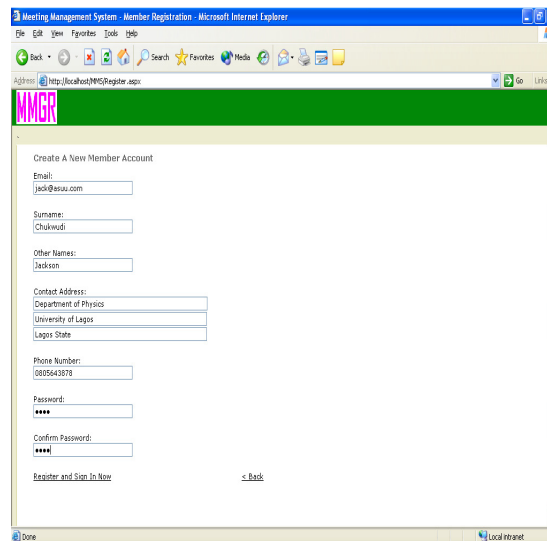 Meeting Management System - Member Registration - Microsoft Internet Explorer
File Edit View Favorites Tools Help
Back Search Favorites Media
Address http://localhost/MMS/Register.aspx Go Links
MMGR
Create A New Member Account
Email:
jack@asuu.com
Surname:
Chukwudi
Other Names:
Jackson
Contact Address:
Department of Physics
University of Lagos
Lagos State
Phone Number:
0805643878
Password:
••••
Confirm Password:
••••
Register and Sign In Now < Back
Done Local intranet